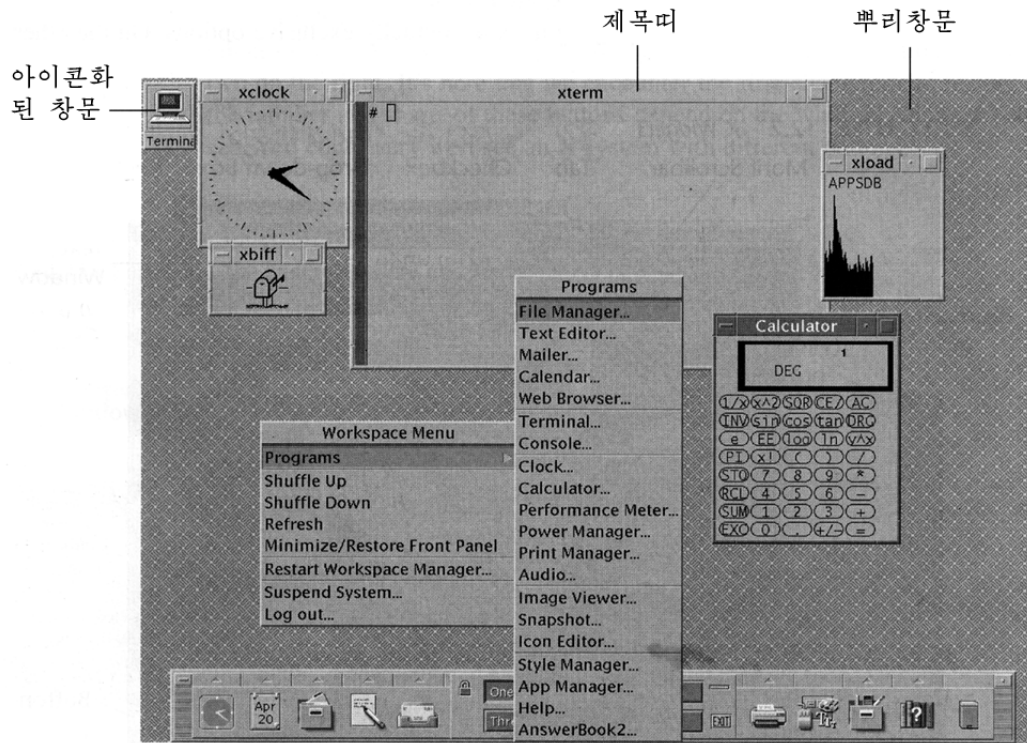 제목띠
뿌리창문
아이콘화
된 창문
xclock
xterm
#
Termina
xload
APPSDB
xbiff
Programs
File Manager...
Text Editor...
Mailer...
Calendar...
Web Browser...
Terminal...
Console...
Clock...
Calculator...
Performance Meter...
Power Manager...
Print Manager...
Audio...
Image Viewer...
Snapshot...
Icon Editor...
Style Manager...
App Manager...
Help...
AnswerBook2...
Calculator
1
DEG
1/x x^2 SQR CE/ AC
INV sin cos tan DRG
e EE log ln y^x
PI x! ( ) /
STO 7 8 9 *
RCL 4 5 6 -
SUM 1 2 3 +
EXC 0 . +/- =
Workspace Menu
Programs
Shuffle Up
Shuffle Down
Refresh
Minimize/Restore Front Panel
Restart Workspace Manager...
Suspend System...
Log out...
Apr
20
One
Thre
EXIT